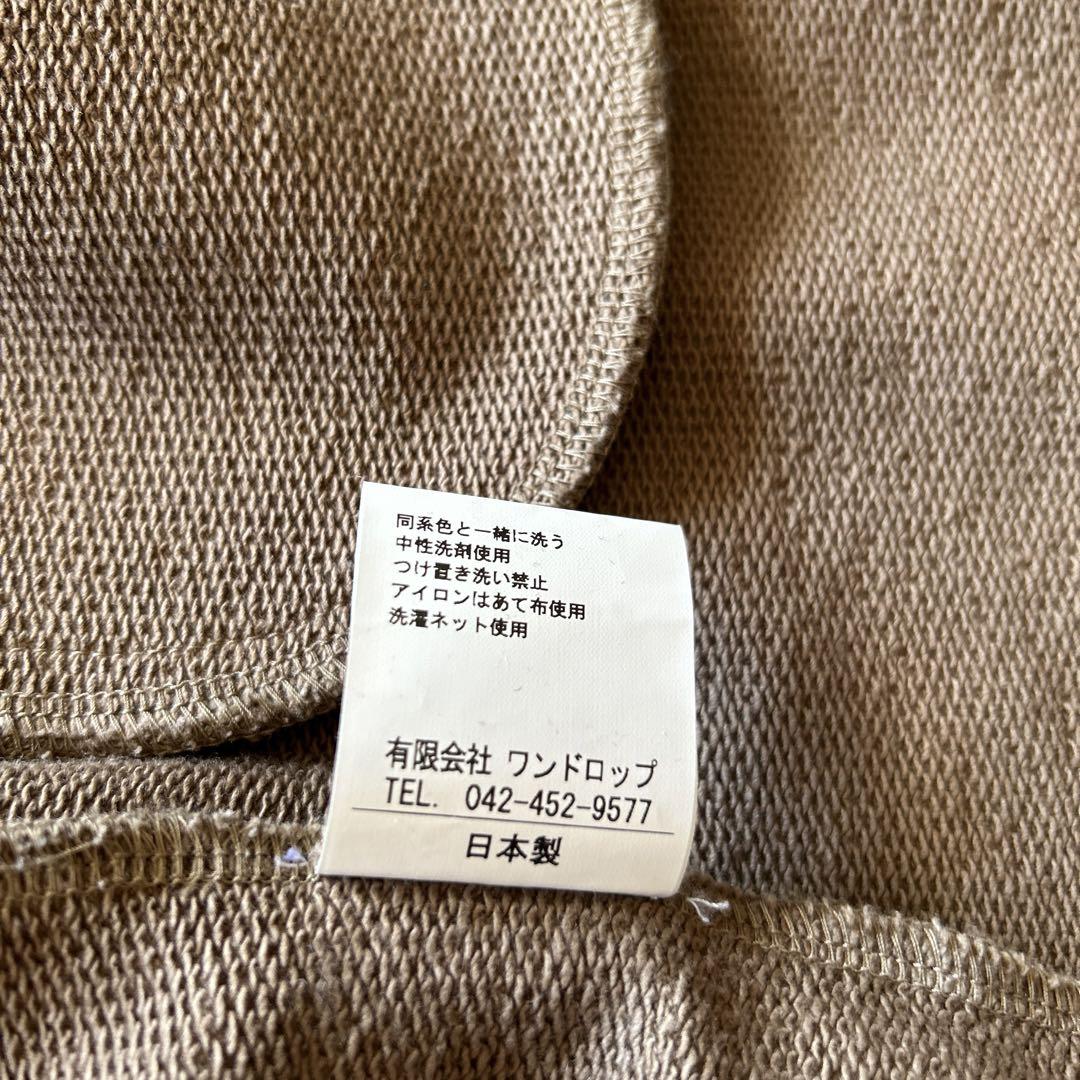 同系色と一緒に洗う
中性洗剤使用
つけ置き洗い禁止
アイロンはあて布使用
洗濯ネット使用
有限会社 ワンドロップ
TEL. 042-452-9577
日本製